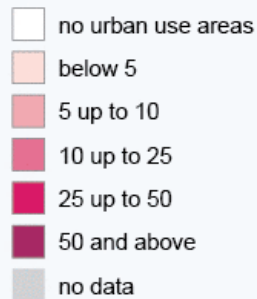 no urban use areas
below 5
5 up to 10
10 up to 25
25 up to 50
50 and above
no data